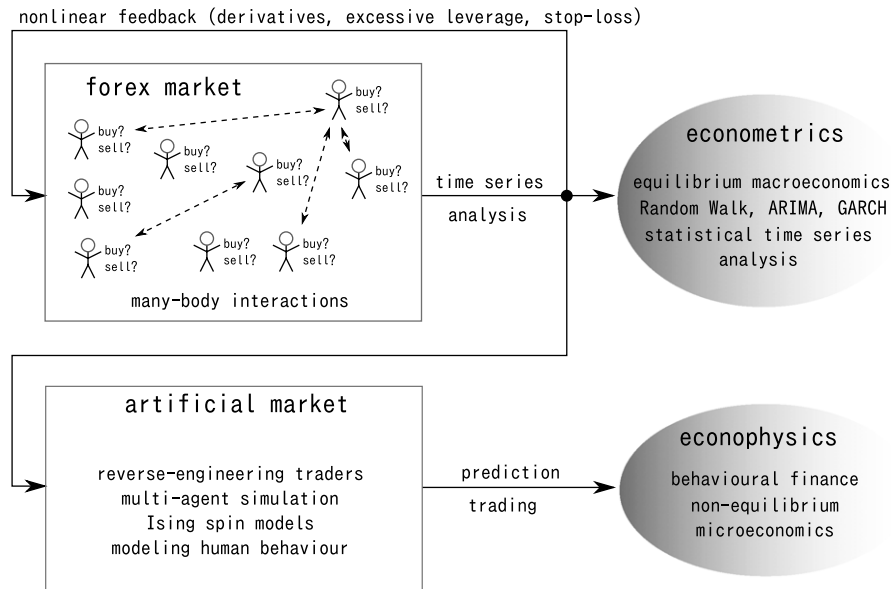 nonlinear feedback (derivatives, excessive leverage, stop-loss)
forex market
buy?
sell?
buy?
sell?
buy?
sell?
buy?
sell?
buy?
sell?
buy?
sell?
buy?
sell?
buy?
sell?
buy?
sell?
many-body interactions
time series
analysis
econometrics
equilibrium macroeconomics
Random Walk, ARIMA, GARCH
statistical time series
analysis
artificial market
reverse-engineering traders
multi-agent simulation
Ising spin models
modeling human behaviour
prediction
trading
econophysics
behavioural finance
non-equilibrium
microeconomics